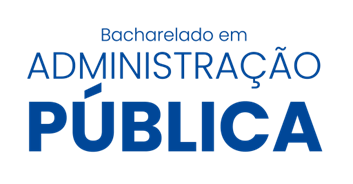 Bacharelado em
ADMINISTRAÇÃO
PÚBLICA